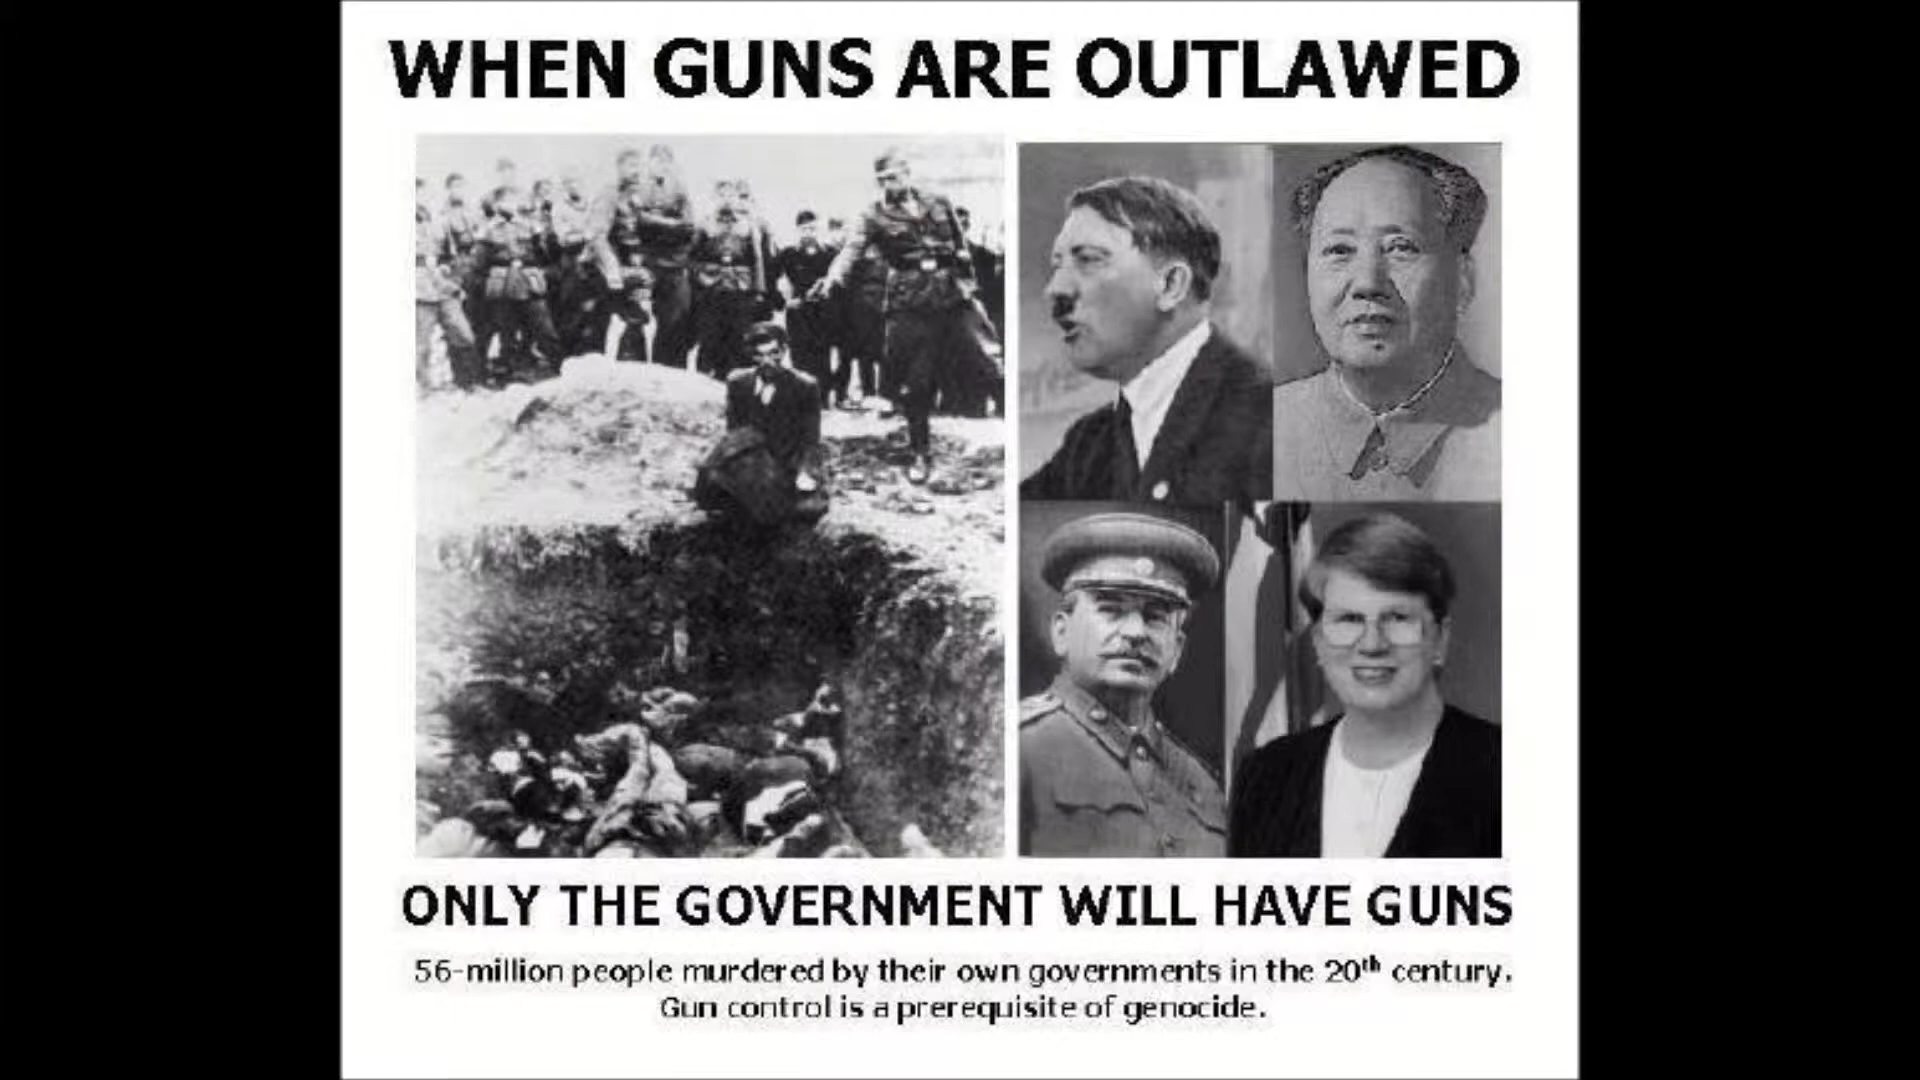 WHEN GUNS ARE OUTLAWED
ONLY THE GOVERNMENT WILL HAVE GUNS
56-million people murdered by their own governments in the 20th century.
Gun control is a prerequisite of genocide.